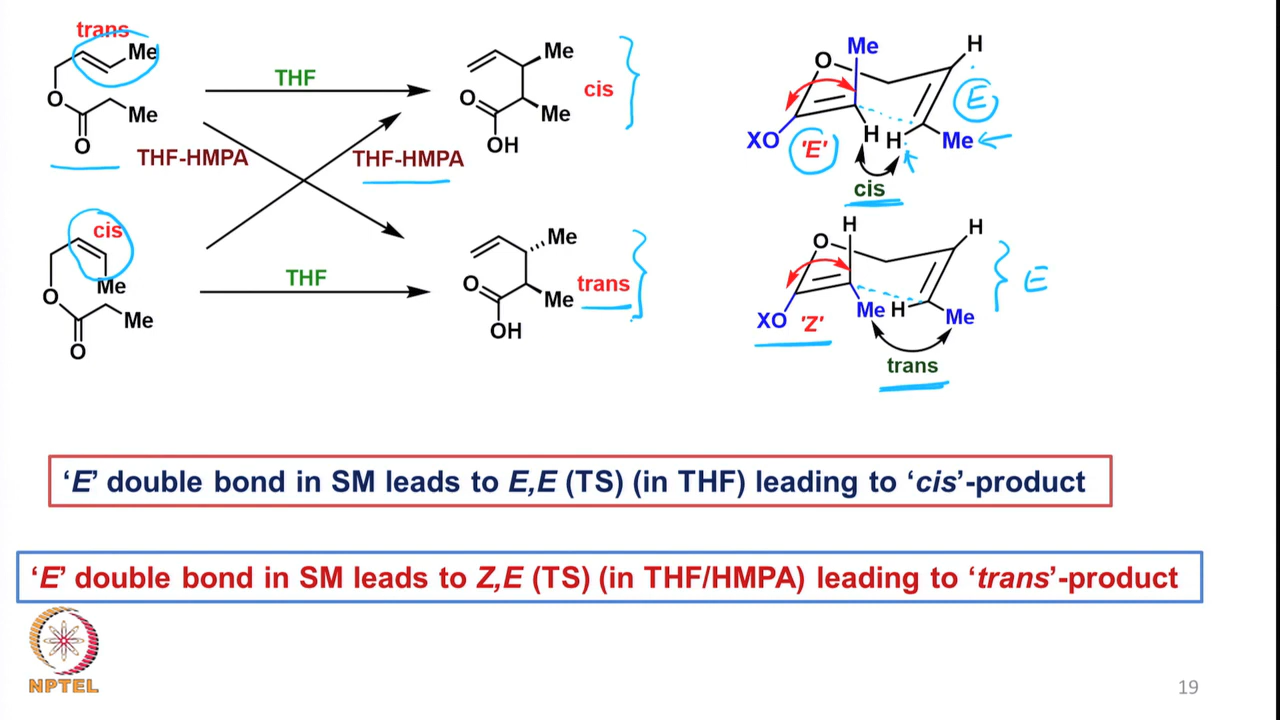 trans
Me
O
Me
O
THF
THF-HMPA
THF-HMPA
Me
O
Me
OH
cis
cis
Me
O
Me
O
THF
Me
O
Me
OH
trans
Me
H
O
E
XO
'E'
H
H
Me
cis
H
H
O
E
XO
'Z'
Me
H
Me
trans
‘E’ double bond in SM leads to E,E (TS) (in THF) leading to ‘cis’-product
‘E’ double bond in SM leads to Z,E (TS) (in THF/HMPA) leading to ‘trans’-product
NPTEL
19